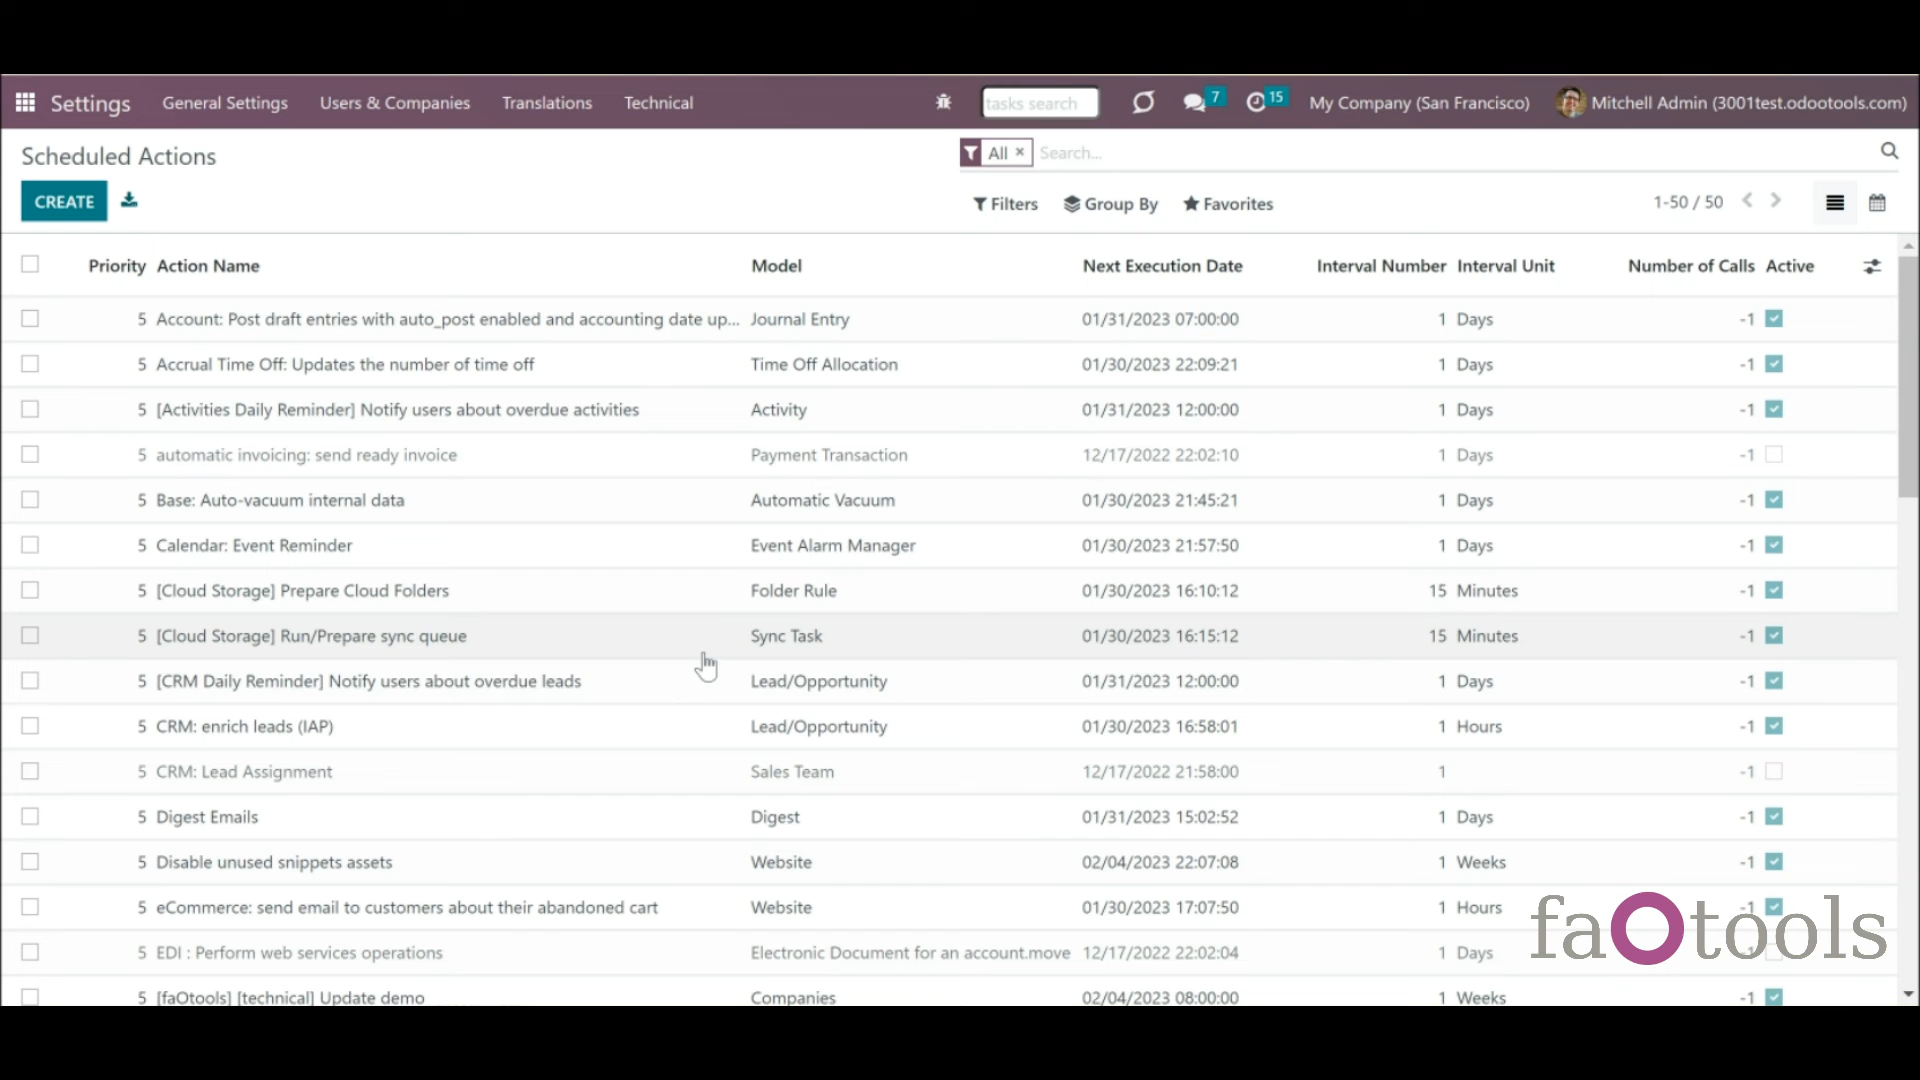 Settings General Settings Users & Companies Translations Technical tasks search 7 15 My Company (San Francisco) Mitchell Admin (3001test.odootools.com)
Scheduled Actions All × Search...
CREATE Filters Group By Favorites 1-50 / 50
Priority Action Name Model Next Execution Date Interval Number Interval Unit Number of Calls Active
5 Account: Post draft entries with auto_post enabled and accounting date up... Journal Entry 01/31/2023 07:00:00 1 Days -1
5 Accrual Time Off: Updates the number of time off Time Off Allocation 01/30/2023 22:09:21 1 Days -1
5 [Activities Daily Reminder] Notify users about overdue activities Activity 01/31/2023 12:00:00 1 Days -1
5 automatic invoicing: send ready invoice Payment Transaction 12/17/2022 22:02:10 1 Days -1
5 Base: Auto-vacuum internal data Automatic Vacuum 01/30/2023 21:45:21 1 Days -1
5 Calendar: Event Reminder Event Alarm Manager 01/30/2023 21:57:50 1 Days -1
5 [Cloud Storage] Prepare Cloud Folders Folder Rule 01/30/2023 16:10:12 15 Minutes -1
5 [Cloud Storage] Run/Prepare sync queue Sync Task 01/30/2023 16:15:12 15 Minutes -1
5 [CRM Daily Reminder] Notify users about overdue leads Lead/Opportunity 01/31/2023 12:00:00 1 Days -1
5 CRM: enrich leads (IAP) Lead/Opportunity 01/30/2023 16:58:01 1 Hours -1
5 CRM: Lead Assignment Sales Team 12/17/2022 21:58:00 1 -1
5 Digest Emails Digest 01/31/2023 15:02:52 1 Days -1
5 Disable unused snippets assets Website 02/04/2023 22:07:08 1 Weeks -1
5 eCommerce: send email to customers about their abandoned cart Website 01/30/2023 17:07:50 1 Hours -1
faOtools
5 EDI : Perform web services operations Electronic Document for an account.move 12/17/2022 22:02:04 1 Days
5 [faOtools] [technical] Update demo Companies 02/04/2023 08:00:00 1 Weeks -1